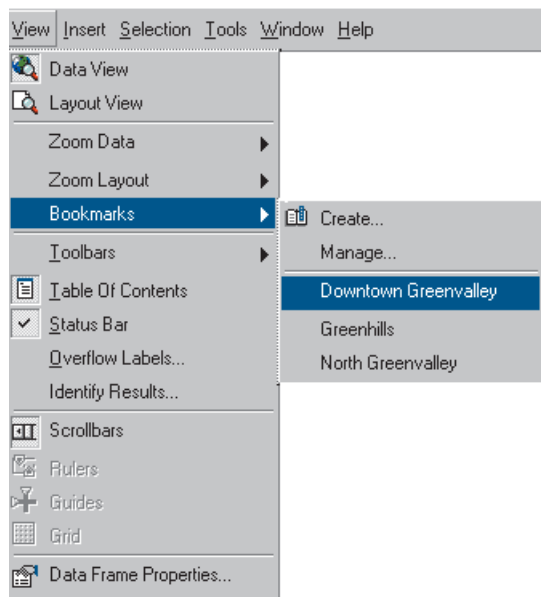 View Insert Selection Tools Window Help
Data View
Layout View
Zoom Data
Zoom Layout
Bookmarks
Create...
Manage...
Downtown Greenvalley
Greenhills
North Greenvalley
Toolbars
Table Of Contents
Status Bar
Overflow Labels...
Identify Results...
Scrollbars
Rulers
Guides
Grid
Data Frame Properties...